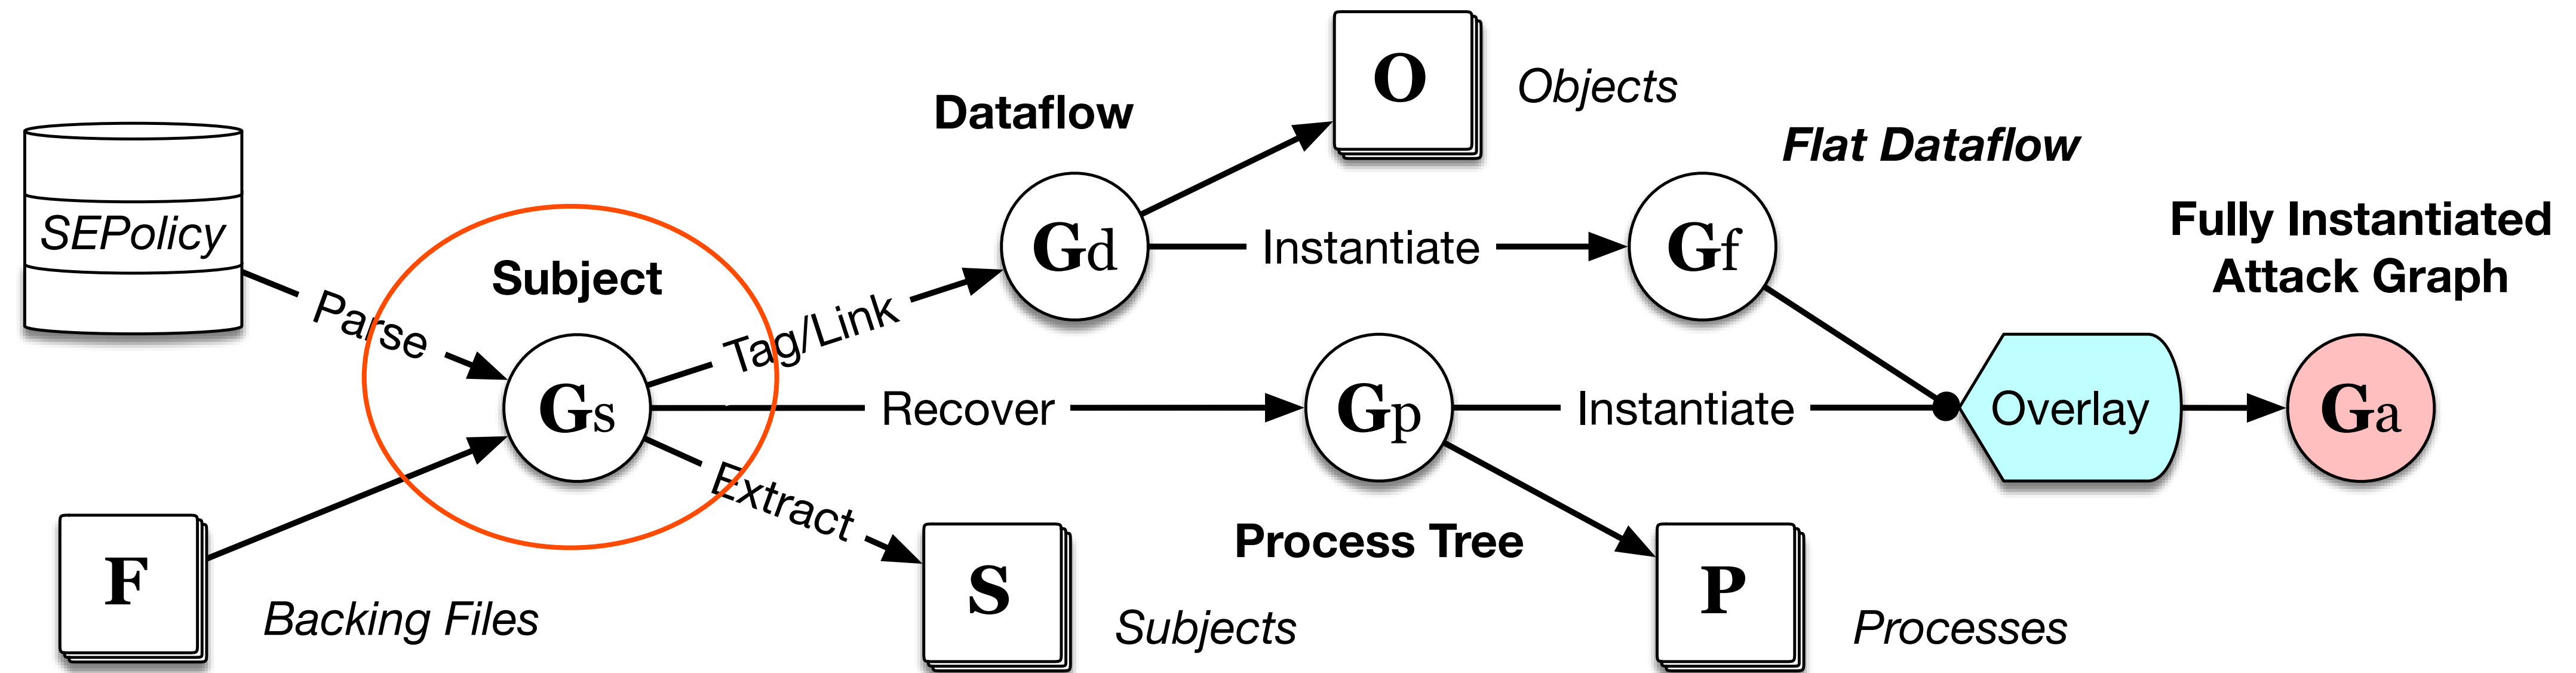 O
Objects
Dataflow
Flat Dataflow
SEPolicy
Fully Instantiated
Attack Graph
Subject
Gd
Instantiate
Gf
Parse
Tag/Link
Gs
Recover
Gp
Instantiate
Overlay
Ga
Extract
F
Backing Files
S
Subjects
Process Tree
P
Processes